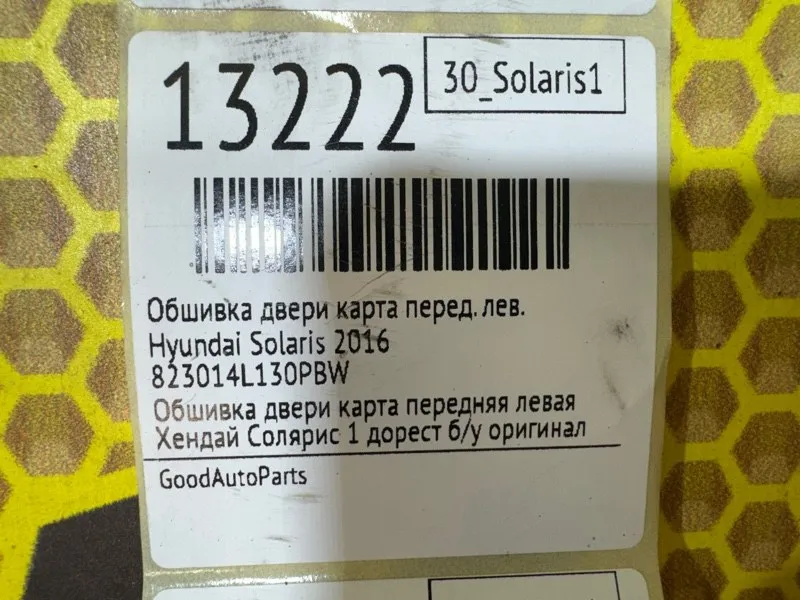 13222
30_Solaris1
Обшивка двери карта перед. лев.
Hyundai Solaris 2016
823014L130PBW
Обшивка двери карта передняя левая
Хендай Солярис 1 дорест б/у оригинал
GoodAutoParts